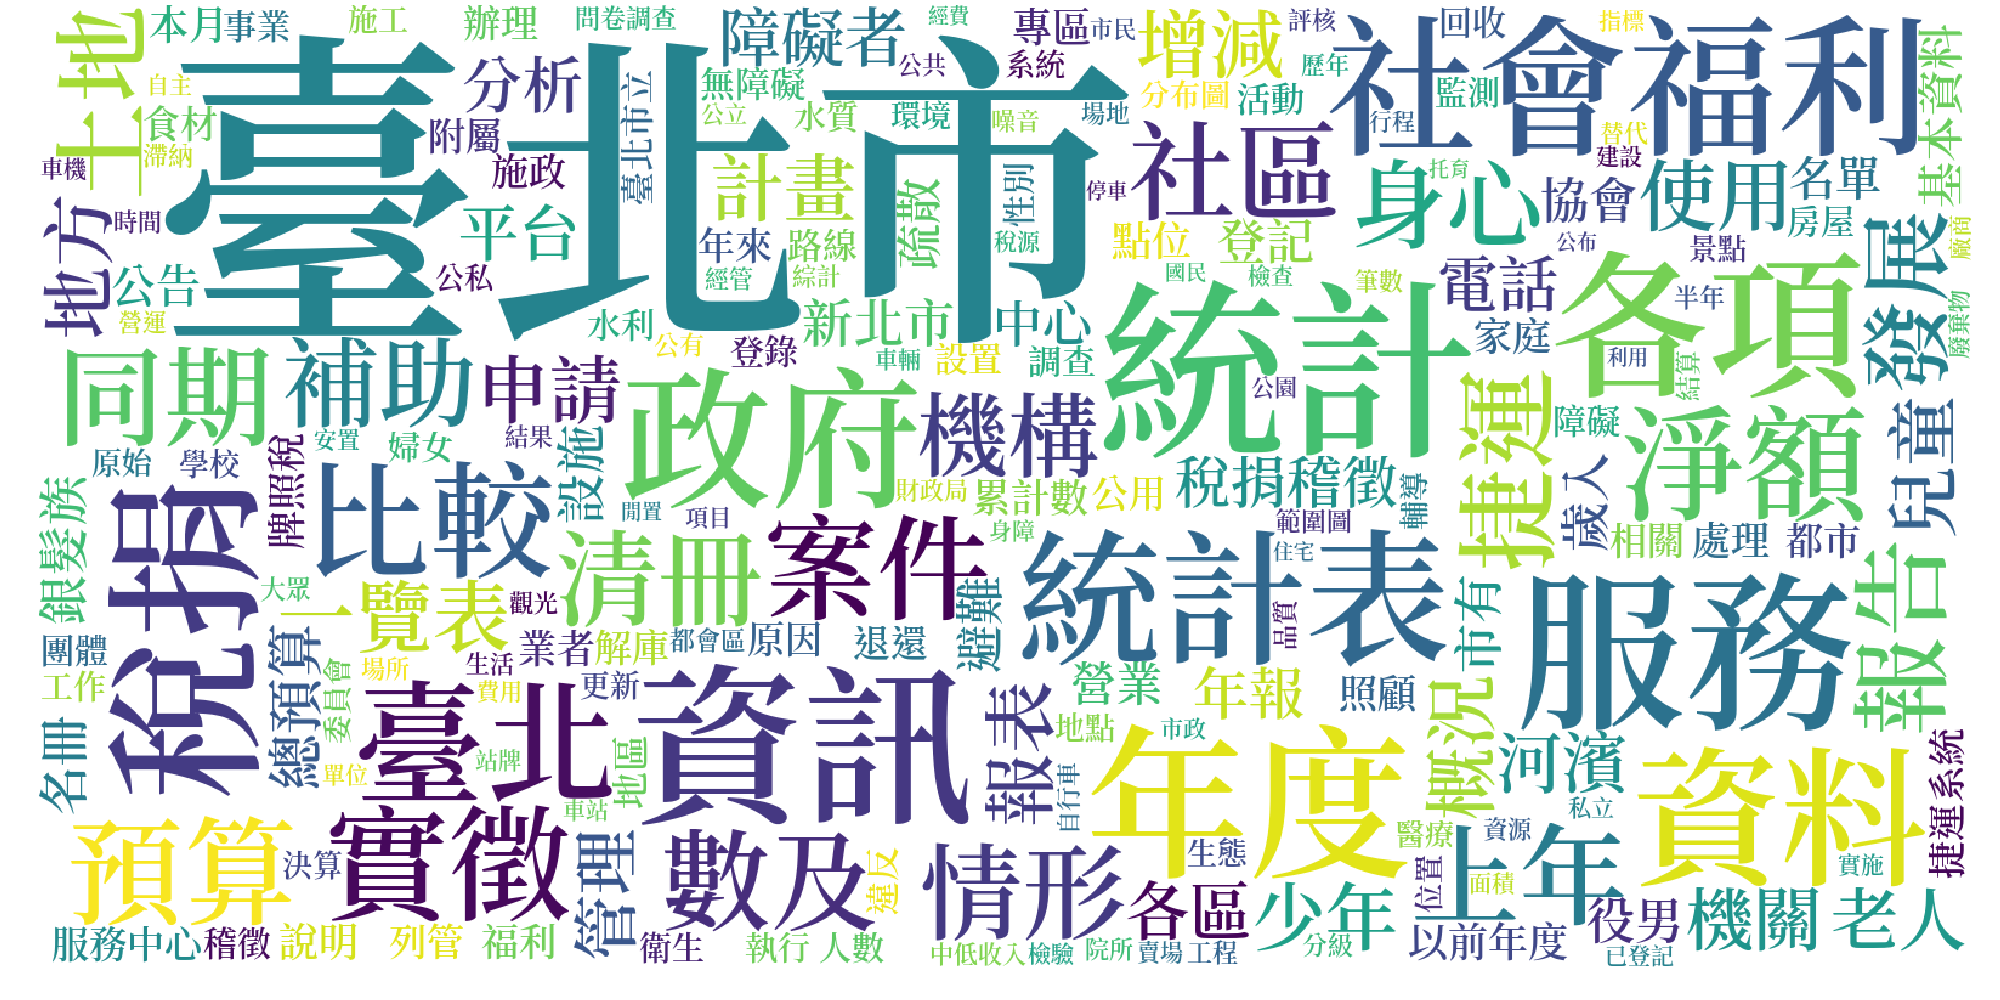 臺北市
社會福利
土地
本月
事業
施工
辦理
問卷調查
經費
障礙者
專區
市民
增減
評核
回收
指標
自主
食材
滯納
車機
分析
附屬
施政
臺北市立
無障礙
公共
系統
公立
水質
環境
噪音
場地
分布圖
歷年
活動
行程
監測
替代
基本資料
社區
建設
托育
停車
身心
協會
使用
名單
房屋
廠商
地方
時間
公告
營運
公私
平台
計畫
疏散
性別
稅源
年來
路線
經管
綜計
點位
登記
國民
檢查
公布
電話
筆數
景點
半年
發展
廢棄物
水利
新北市
中心
統計
各項
家庭
利用
結算
同期
補助
申請
登錄
公有
車輛
設置
調查
公園
政府
機構
捷運
障礙
淨額
兒童
安置
婦女
結果
設施
原始
學校
銀髮族
牌照稅
稅捐
比較
清冊
閒置
項目
案件
財政局
累計數
公用
稅捐稽徵
身障
範圍圖
輔導
歲入
相關
處理
都市
統計表
住宅
服務
報告
大眾
一覽表
觀光
團體
工作
總預算
委員會
場所
生活
業者
解庫
都會區
原因
退還
避難
品質
市有
名冊
費用
更新
臺北
資訊
報表
營業
年報
照顧
概況
地點
市政
年度
河濱
資料
捷運系統
單位
站牌
地區
車站
自行車
預算
決算
實徵
管理
數及
違反
情形
生態
各區
少年
醫療
資源
私立
位置
上年
面積
實施
服務中心
稽徵
說明
列管
福利
衛生
執行
人數
中低收入
檢驗
院所
賣場
工程
分級
以前年度
役男
已登記
機關
老人